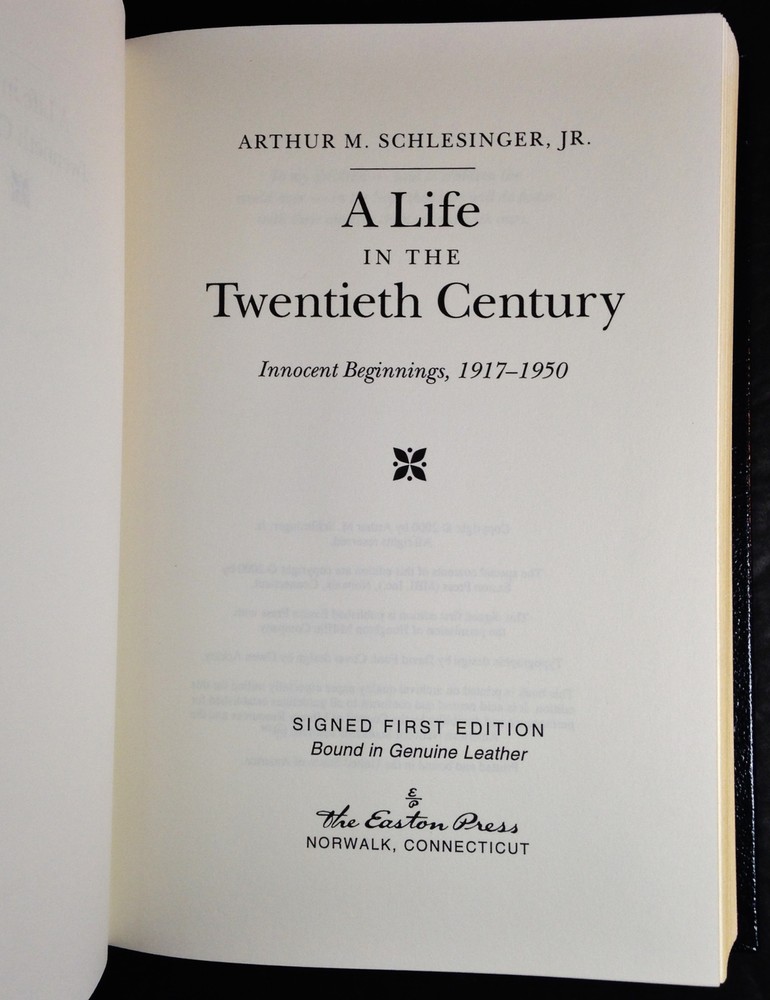 ARTHUR M. SCHLESINGER, JR.
A Life
IN THE
Twentieth Century
Innocent Beginnings, 1917–1950
SIGNED FIRST EDITION
Bound in Genuine Leather
E
P
The Easton Press
NORWALK, CONNECTICUT